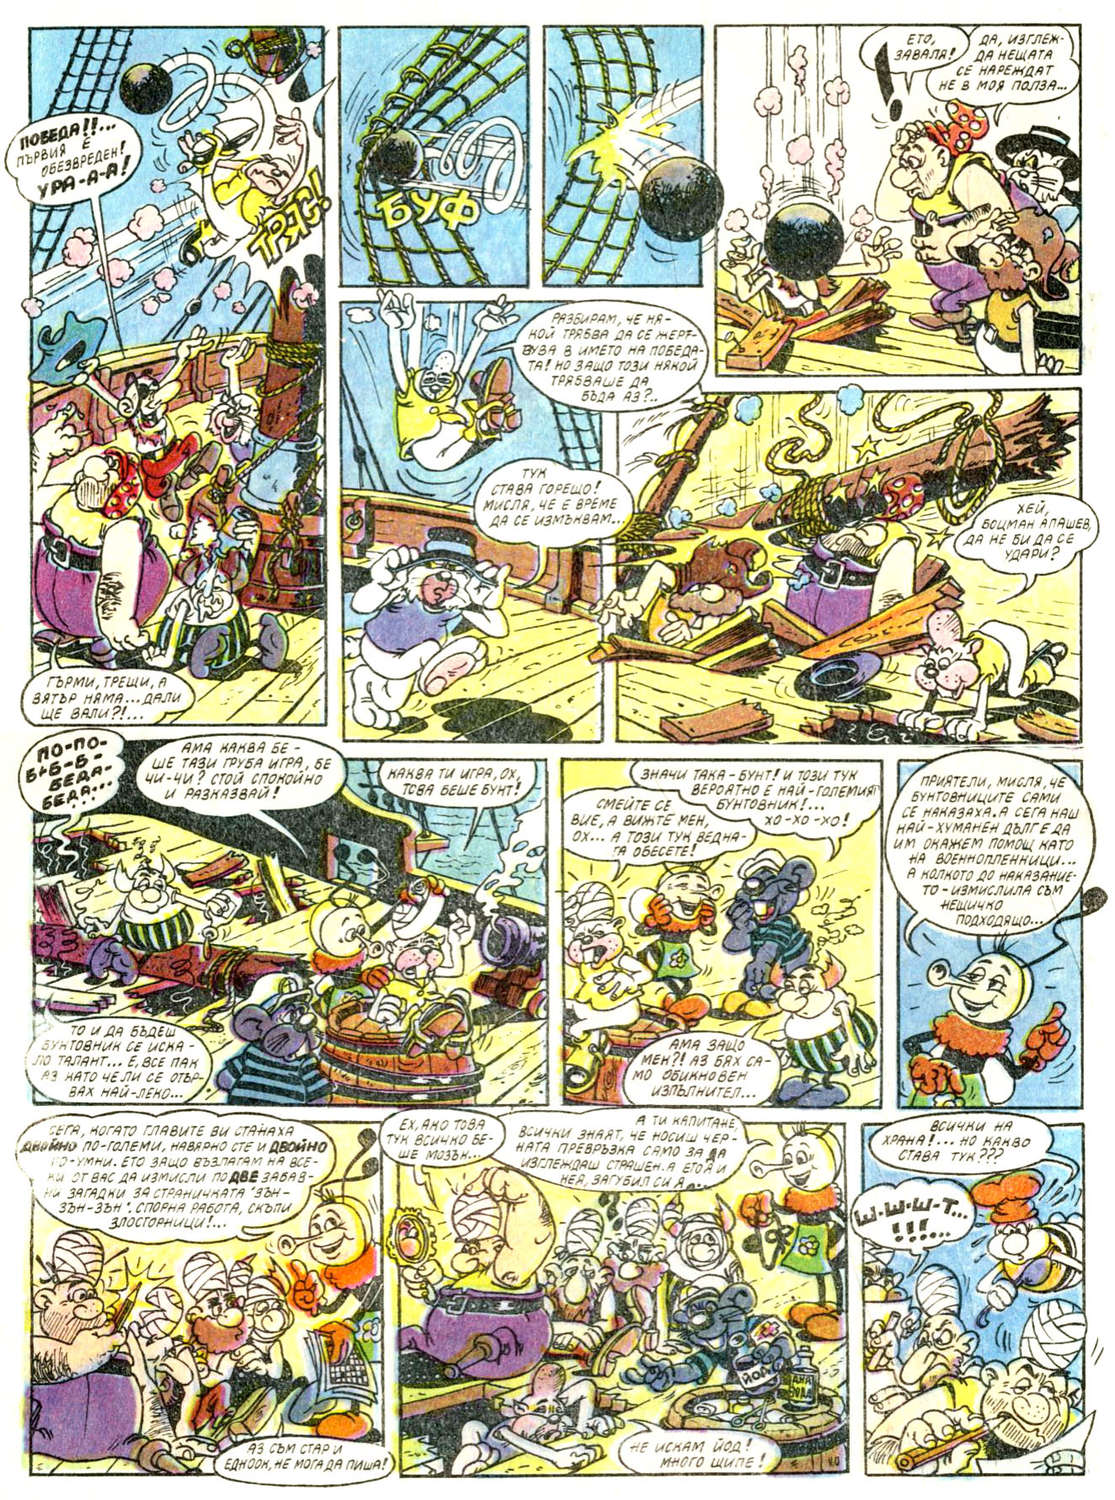 ПОБЕДА!!...
ПЪРВИЯ Е
ОБЕЗВРЕДЕН!
УРА-А-А!
ТРЯС!
ГЪРМИ, ТРЕЩИ, А
ВЯТЪР НЯМА... ДАЛИ
ЩЕ ВАЛИ?!...
БУФ
ЕТО,
ЗАВАЛЯ!
ДА, ИЗГЛЕЖ-
ДА НЕЩАТА
СЕ НАРЕЖДАТ
НЕ В МОЯ ПОЛЗА...
!
РАЗБИРАМ, ЧЕ НЯ-
КОЙ ТРЯБВА ДА СЕ ЖЕРТ-
ВУВА В ИМЕТО НА ПОБЕДА-
ТА! НО ЗАЩО ТОЗИ НЯКОЙ
ТРЯБВАШЕ ДА
БЪДА АЗ?..
ТУК
СТАВА ГОРЕЩО!
МИСЛЯ, ЧЕ Е ВРЕМЕ
ДА СЕ ИЗМЪКВАМ...
ХЕЙ,
БОЦМАН АПАШЕВ,
ДА НЕ БИ ДА СЕ
УДАРИ?
ПО-ПО-
Б-Б-Б-
БЕДА-
БЕДА...
АМА КАКВА БЕ-
ШЕ ТАЗИ ГРУБА ИГРА, БЕ
ЧИ-ЧИ? СТОЙ СПОКОЙНО
И РАЗКАЗВАЙ!
КАКВА ТИ ИГРА, ОХ,
ТОВА БЕШЕ БУНТ!
ТО И ДА БЪДЕШ
БУНТОВНИК СЕ ИСКА-
ЛО ТАЛАНТ... Е, ВСЕ ПАК
АЗ КАТО ЧЕ ЛИ СЕ ОТЪР-
ВАХ НАЙ-ЛЕКО...
ЗНАЧИ ТАКА-БУНТ! И ТОЗИ ТУК
ВЕРОЯТНО Е НАЙ-ГОЛЕМИЯТ
БУНТОВНИК!...
ХО-ХО-ХО!
СМЕЙТЕ СЕ
ВИЕ, А ВИЖТЕ МЕН,
ОХ... А ТОЗИ ТУК ВЕДНА-
ГА ОБЕСЕТЕ!
АМА ЗАЩО
МЕН?! АЗ БЯХ СА-
МО ОБИКНОВЕН
ИЗПЪЛНИТЕЛ...
ПРИЯТЕЛИ, МИСЛЯ, ЧЕ
БУНТОВНИЦИТЕ САМИ
СЕ НАКАЗАХА. А СЕГА НАШ
НАЙ-ХУМАНЕН ДЪЛГ Е ДА
ИМ ОКАЖЕМ ПОМОЩ КАТО
НА ВОЕННОПЛЕННИЦИ...
А КОЛКОТО ДО НАКАЗАНИЕ-
ТО-ИЗМИСЛИЛА СЪМ
НЕЩИЧКО
ПОДХОДЯЩО...
СЕГА, КОГАТО ГЛАВИТЕ ВИ СТАНАХА
ДВОЙНО ПО-ГОЛЕМИ, НАВЯРНО СТЕ И ДВОЙНО
ПО-УМНИ. ЕТО ЗАЩО ВЪЗЛАГАМ НА ВСЕ-
КИ ОТ ВАС ДА ИЗМИСЛИ ПО ДВЕ ЗАБАВ-
НИ ЗАГАДКИ ЗА СТРАНИЧКАТА "ЗЪН-
ЗЪН-ЗЪН". СПОРНА РАБОТА, СКЪПИ
ЗЛОСТОРНИЦИ!...
АЗ СЪМ СТАР И
ЕДНООК, НЕ МОГА ДА ПИША!
ЕХ, АКО ТОВА
ТУК ВСИЧКО БЕ-
ШЕ МОЗЪК...
А ТИ КАПИТАНЕ,
ВСИЧКИ ЗНАЯТ, ЧЕ НОСИШ ЧЕР-
НАТА ПРЕВРЪЗКА САМО ЗА ДА
ИЗГЛЕЖДАШ СТРАШЕН. А ЕТО Я И
НЕЯ, ЗАГУБИЛ СИ Я...
ЙОД
ВОДА
НЕ ИСКАМ ЙОД!
МНОГО ЩИПЕ!
ВСИЧКИ НА
ХРАНА!... НО КАКВО
СТАВА ТУК???
Ш-Ш-Ш-Т...
!!!......